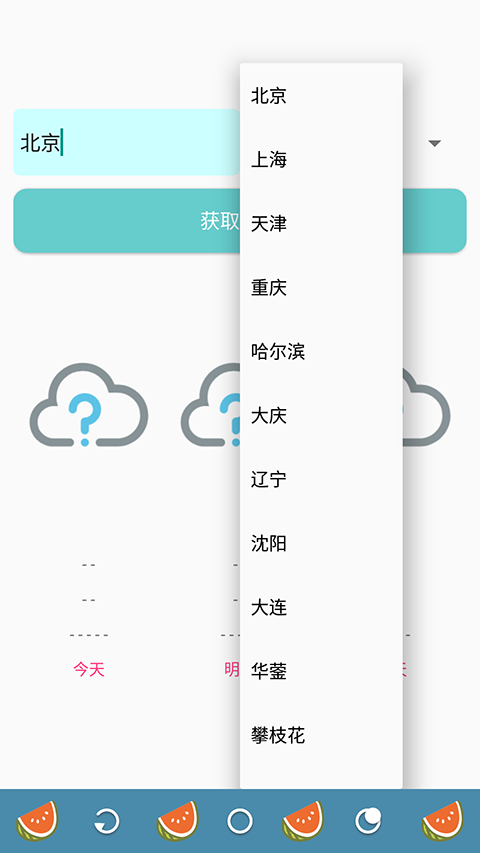 北京
获取
北京
上海
天津
重庆
哈尔滨
大庆
辽宁
沈阳
大连
华蓥
攀枝花
-- -
-- -
----- ---
今天 明